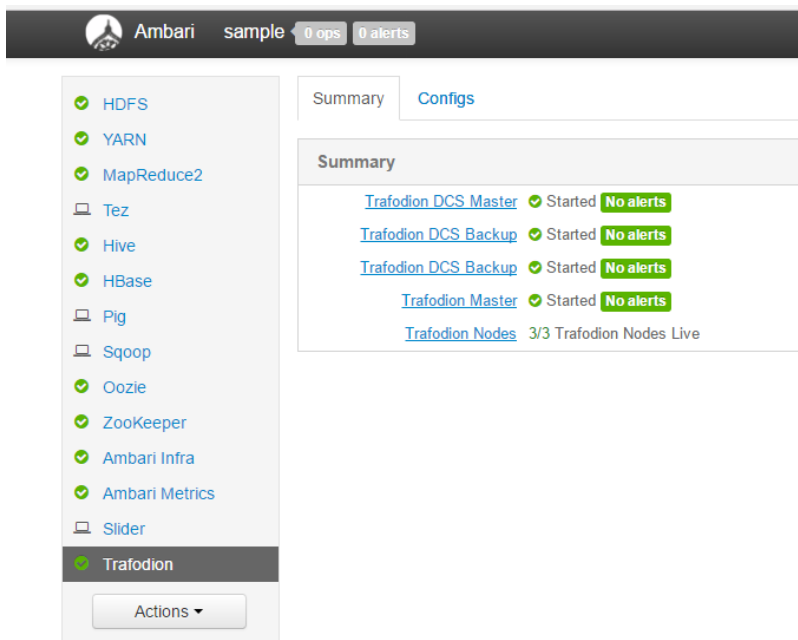 Ambari sample 0 ops 0 alerts
HDFS
YARN
MapReduce2
Tez
Hive
HBase
Pig
Sqoop
Oozie
ZooKeeper
Ambari Infra
Ambari Metrics
Slider
Trafodion
Actions
Summary Configs
Summary
Trafodion DCS Master Started No alerts
Trafodion DCS Backup Started No alerts
Trafodion DCS Backup Started No alerts
Trafodion Master Started No alerts
Trafodion Nodes 3/3 Trafodion Nodes Live